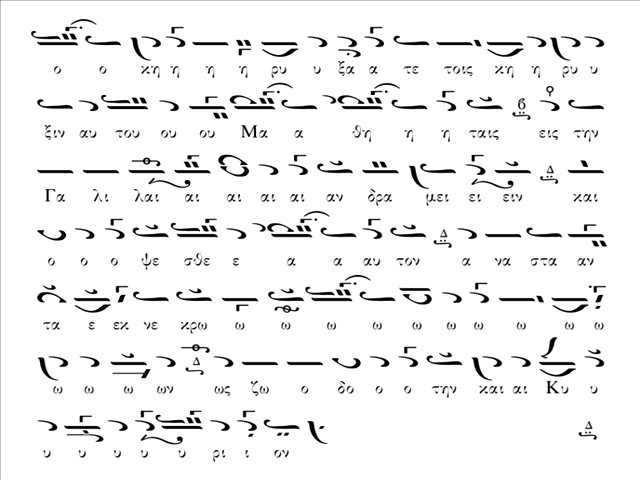 ο ο κη η η η ρυ υ ξα α τε τοις κη η ρυ υ
ξιν αυ του ου ου Μα α θη η η ταις εις την
Γα λι λαι αι αι αι αι αν δρα μει ει ειν και
ο ο ο ψε σθε ε α α αυ τον α να στα αν
τα ε εκ νε κρω ω ω ω ω ω ω ω ω ω ω
ω ω ω ων ως ζω ο δο ο ο την και αι Κυ υ
υ υ υ υ υ ρι ι ον